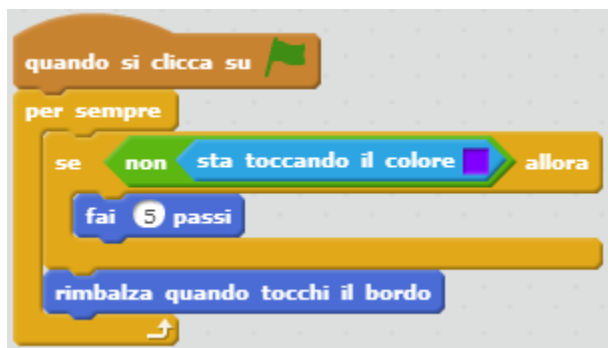 quando si clicca su
per sempre
se non sta toccando il colore allora
fai 5 passi
rimbalza quando tocchi il bordo